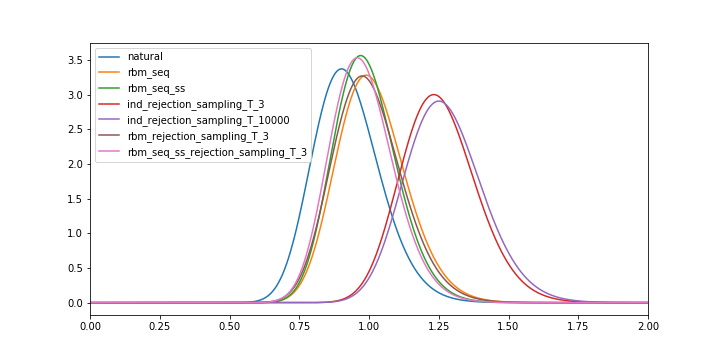 natural
rbm_seq
rbm_seq_ss
ind_rejection_sampling_T_3
ind_rejection_sampling_T_10000
rbm_rejection_sampling_T_3
rbm_seq_ss_rejection_sampling_T_3
3.5
3.0
2.5
2.0
1.5
1.0
0.5
0.0
0.00 0.25 0.50 0.75 1.00 1.25 1.50 1.75 2.00